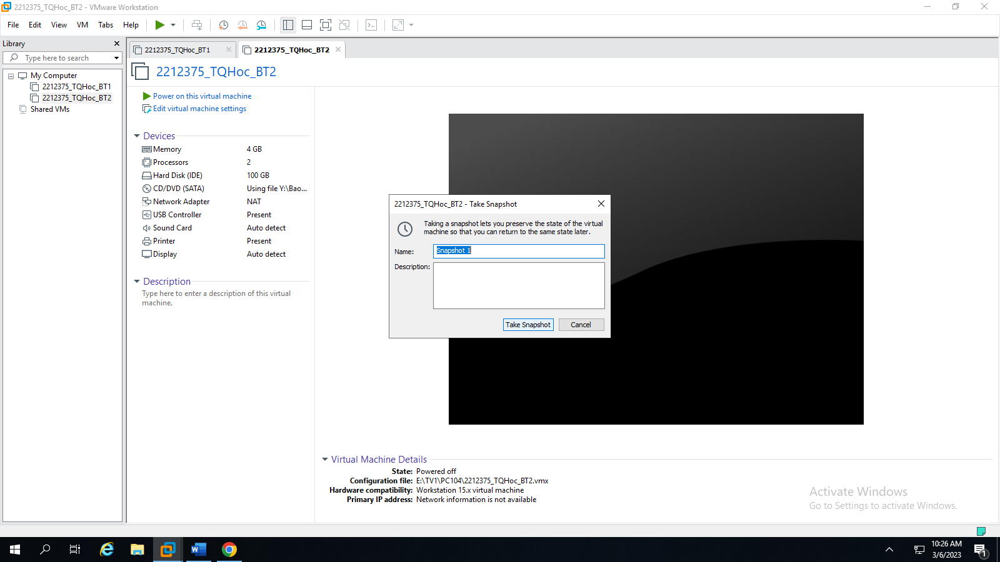 2212375_TQHoc_BT2 - VMware Workstation
File Edit View VM Tabs Help
Library
Type here to search
My Computer
2212375_TQHoc_BT1
2212375_TQHoc_BT2
Shared VMs
2212375_TQHoc_BT1
2212375_TQHoc_BT2
2212375_TQHoc_BT2
Power on this virtual machine
Edit virtual machine settings
Devices
Memory 4 GB
Processors 2
Hard Disk (IDE) 100 GB
CD/DVD (SATA) Using file Y:\Bao...
Network Adapter NAT
USB Controller Present
Sound Card Auto detect
Printer Present
Display Auto detect
Description
Type here to enter a description of this virtual
machine.
2212375_TQHoc_BT2 - Take Snapshot
Taking a snapshot lets you preserve the state of the virtual
machine so that you can return to the same state later.
Name: Snapshot 1
Description:
Take Snapshot Cancel
Virtual Machine Details
State: Powered off
Configuration file: E:\TV1\PC104\2212375_TQHoc_BT2.vmx
Hardware compatibility: Workstation 15.x virtual machine
Primary IP address: Network information is not available
Activate Windows
Go to Settings to activate Windows.
10:26 AM
3/6/2023
1